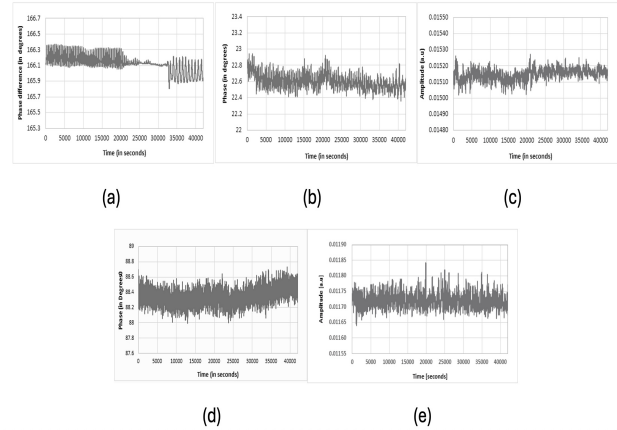 Phase difference (in degrees)
166.7
166.5
166.3
166.1
165.9
165.7
165.5
165.3
0 5000 10000 15000 20000 25000 30000 35000 40000
Time (in seconds)
(a)
Phase (in degrees)
23.4
23.2
23
22.8
22.6
22.4
22.2
22
0 5000 10000 15000 20000 25000 30000 35000 40000
Time (in seconds)
(b)
Amplitude (a.u)
0.01550
0.01540
0.01530
0.01520
0.01510
0.01500
0.01490
0.01480
0 5000 10000 15000 20000 25000 30000 35000 40000
Time (in seconds)
(c)
Phase (in Degrees)
89
88.8
88.6
88.4
88.2
88
87.8
87.6
0 5000 10000 15000 20000 25000 30000 35000 40000
Time (in seconds)
(d)
Amplitude (a.u)
0.01190
0.01185
0.01180
0.01175
0.01170
0.01165
0.01160
0.01155
0 5000 10000 15000 20000 25000 30000 35000 40000
Time (seconds)
(e)